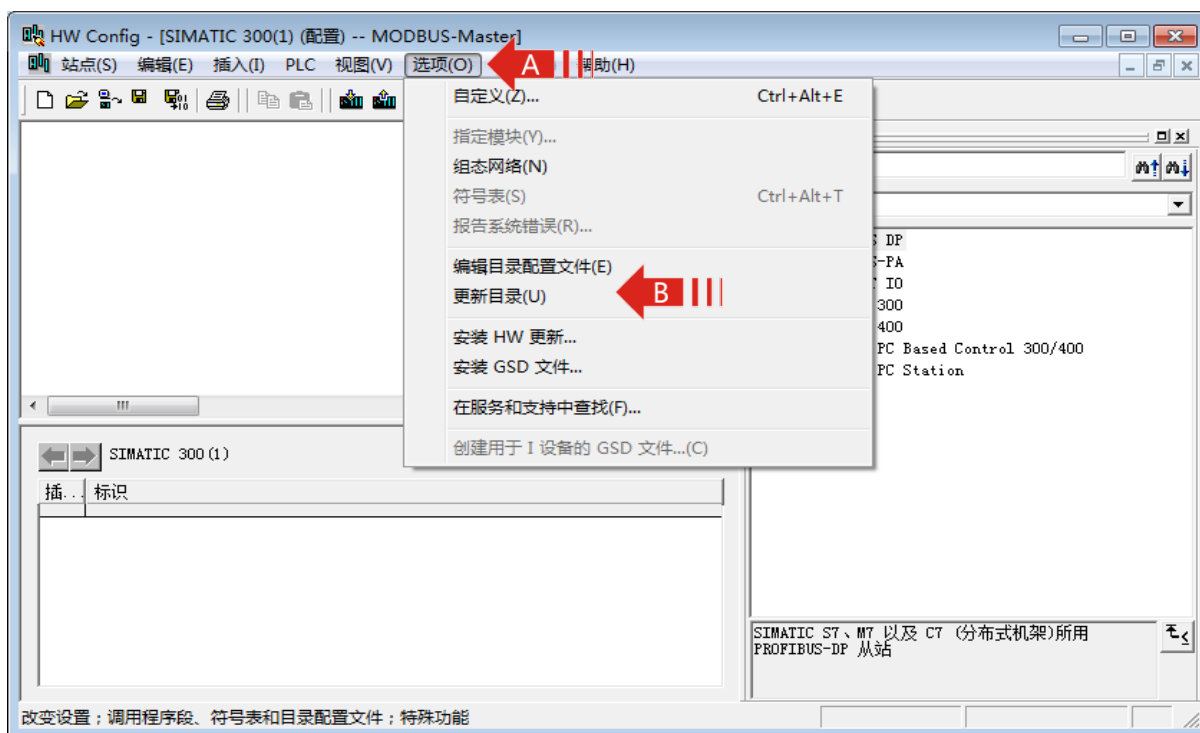 HW Config - [SIMATIC 300(1) (配置) -- MODBUS-Master]
站点(S) 编辑(E) 插入(I) PLC 视图(V) 选项(O) A 帮助(H)
自定义(Z)... Ctrl+Alt+E
指定模块(Y)...
组态网络(N)
符号表(S) Ctrl+Alt+T
报告系统错误(R)...
编辑目录配置文件(E)
更新目录(U) B
安装 HW 更新...
安装 GSD 文件...
在服务和支持中查找(F)...
创建用于 I 设备的 GSD 文件...(C)
DP
-PA
IO
300
400
PC Based Control 300/400
PC Station
SIMATIC 300(1)
插... 标识
SIMATIC S7、M7 以及 C7 (分布式机架)所用
PROFIBUS-DP 从站
改变设置；调用程序段、符号表和目录配置文件；特殊功能